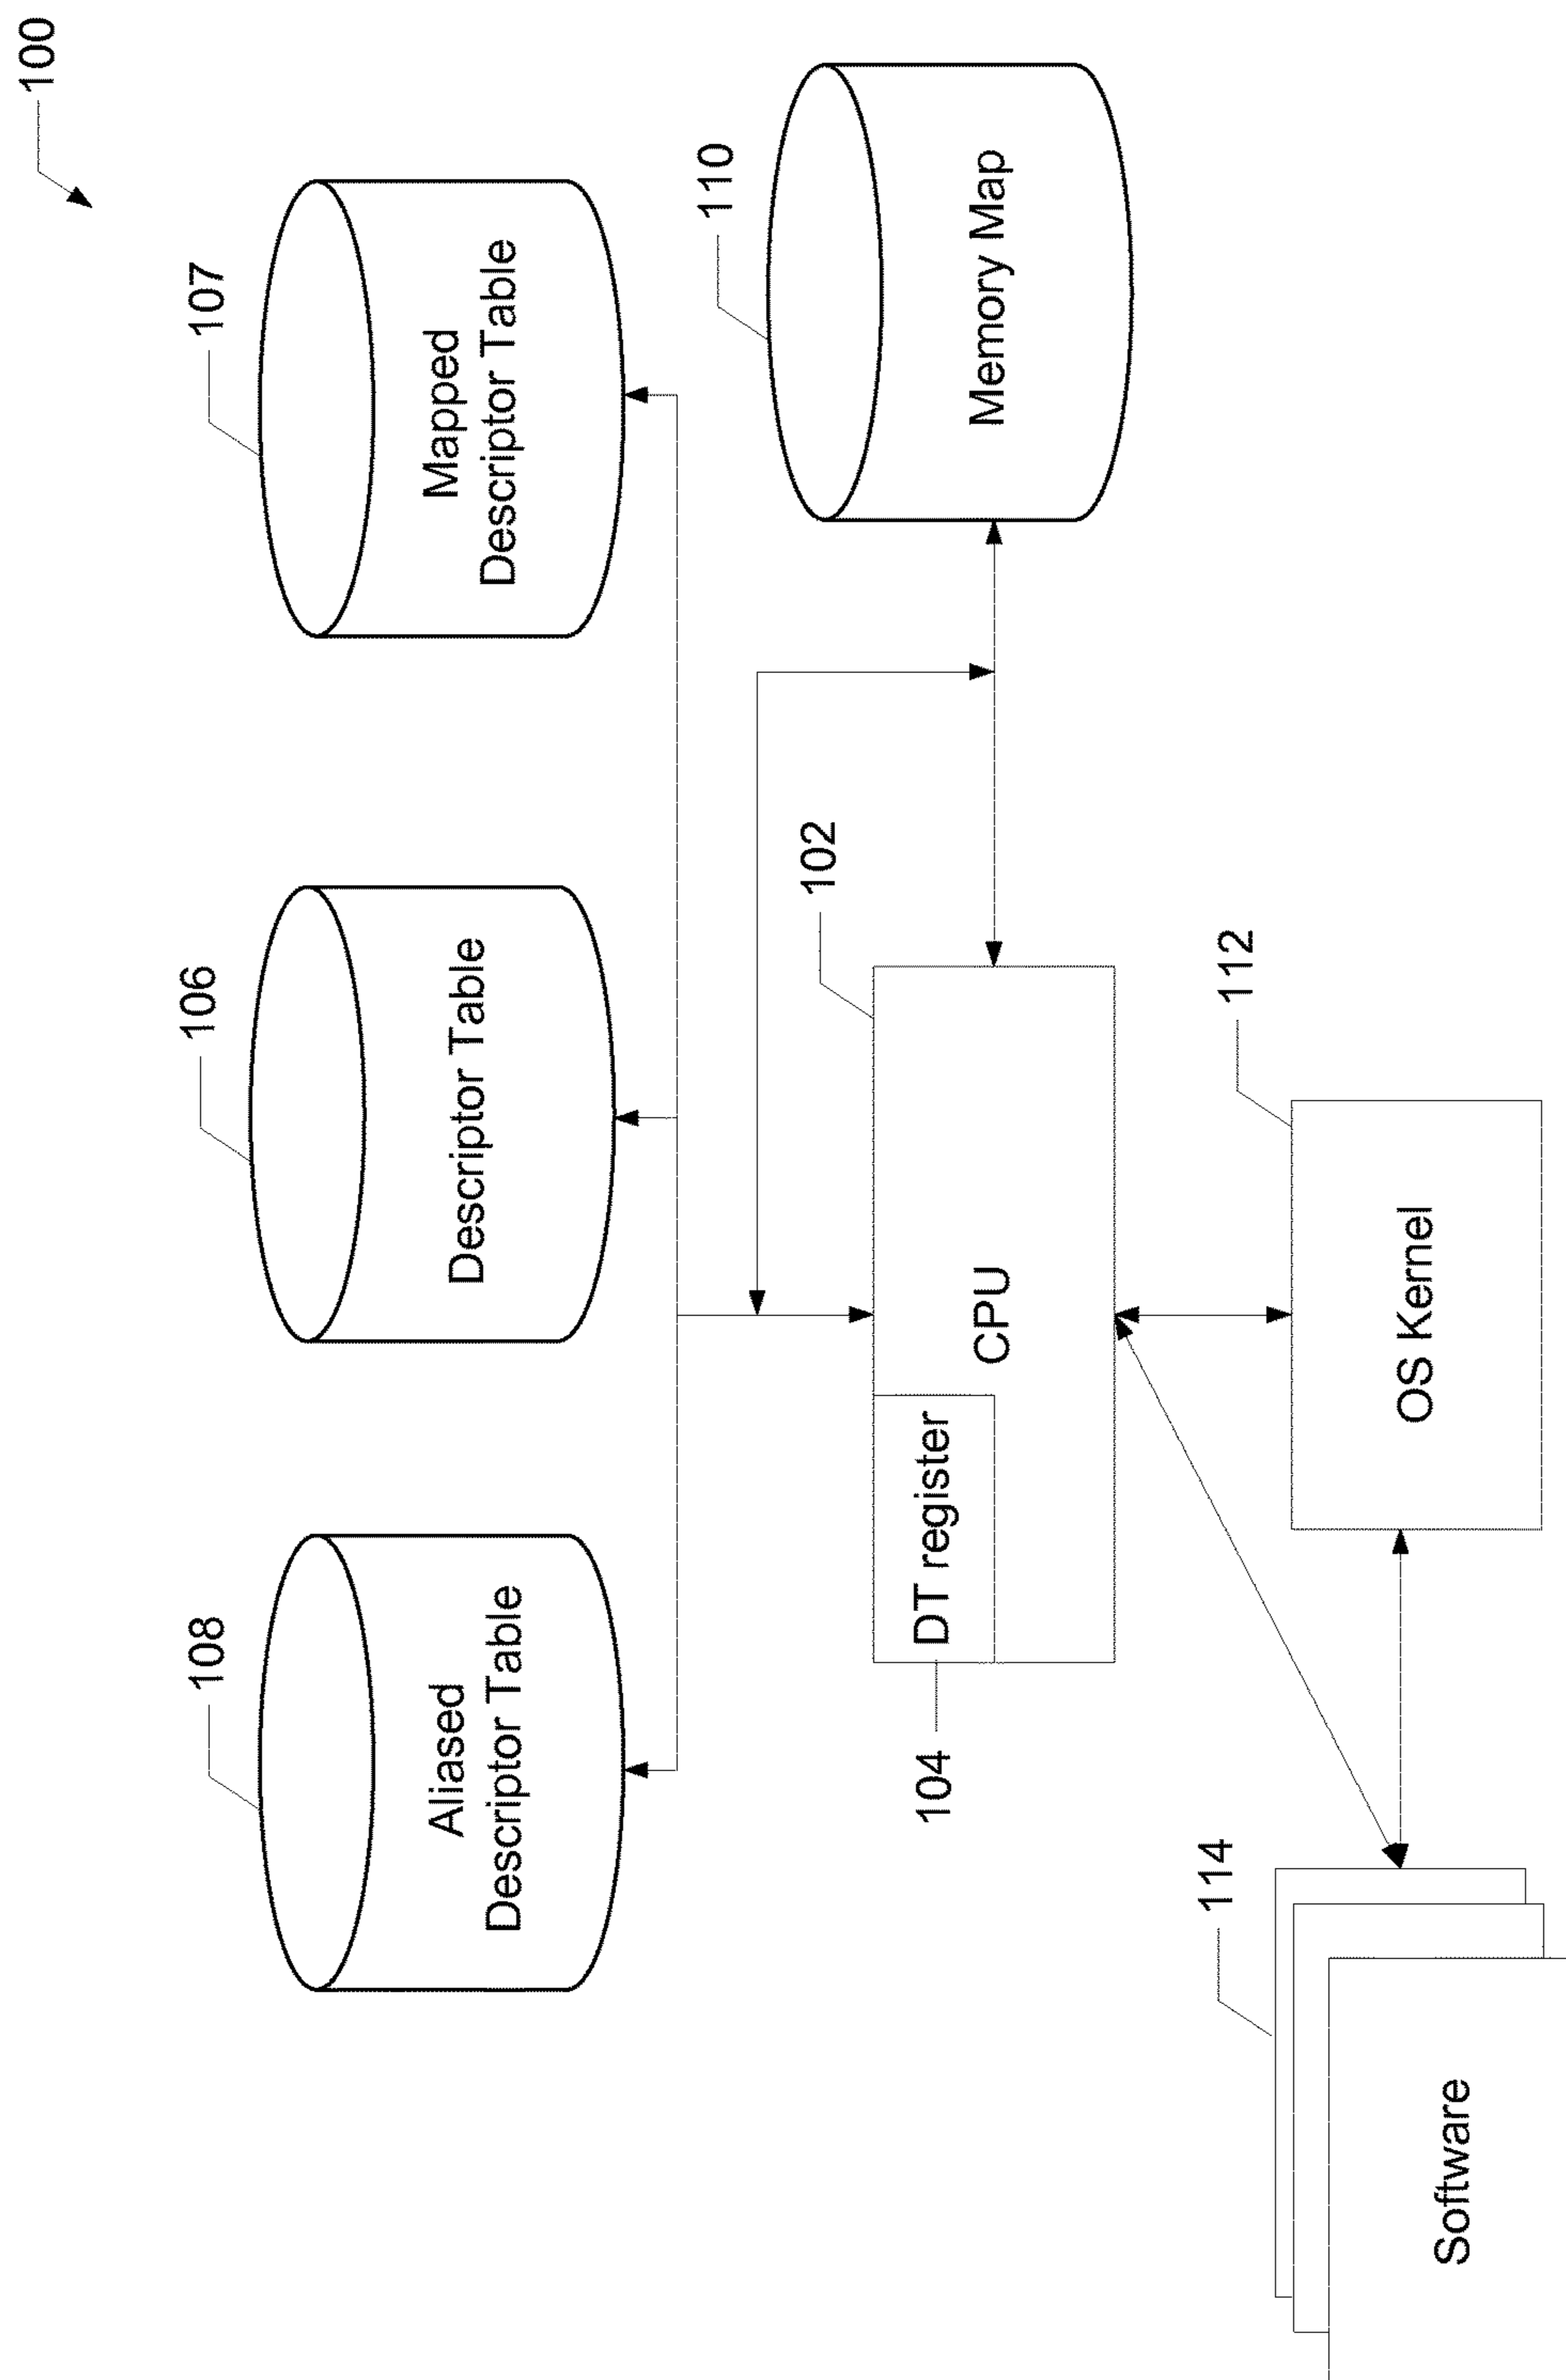 100
108
Aliased
Descriptor Table
106
Descriptor Table
107
Mapped
Descriptor Table
110
Memory Map
102
CPU
104
DT register
112
OS Kernel
114
Software